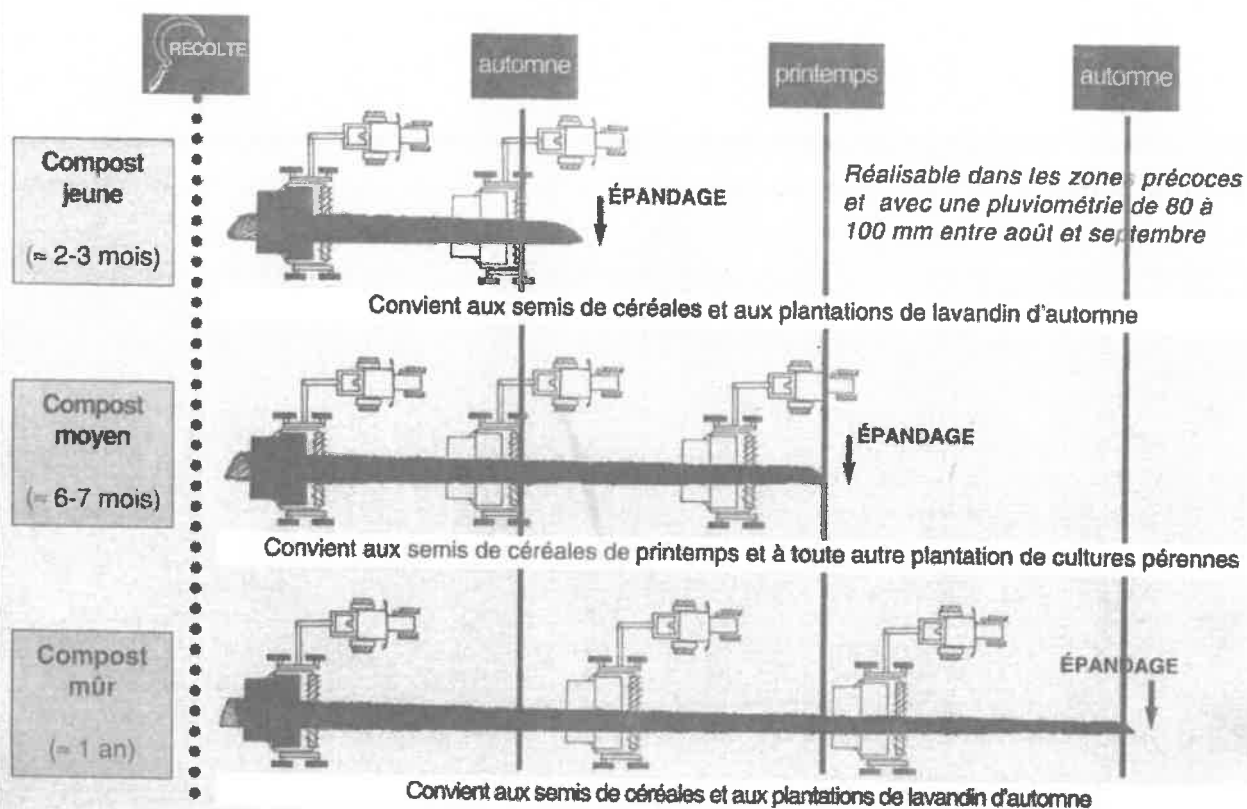 RÉCOLTE
automne
printemps
automne
Compost
jeune
(≈ 2-3 mois)
ÉPANDAGE
Réalisable dans les zones précoces
et avec une pluviométrie de 80 à
100 mm entre août et septembre
Convient aux semis de céréales et aux plantations de lavandin d'automne
Compost
moyen
(≈ 6-7 mois)
ÉPANDAGE
Convient aux semis de céréales de printemps et à toute autre plantation de cultures pérennes
Compost
mûr
(≈ 1 an)
ÉPANDAGE
Convient aux semis de céréales et aux plantations de lavandin d'automne